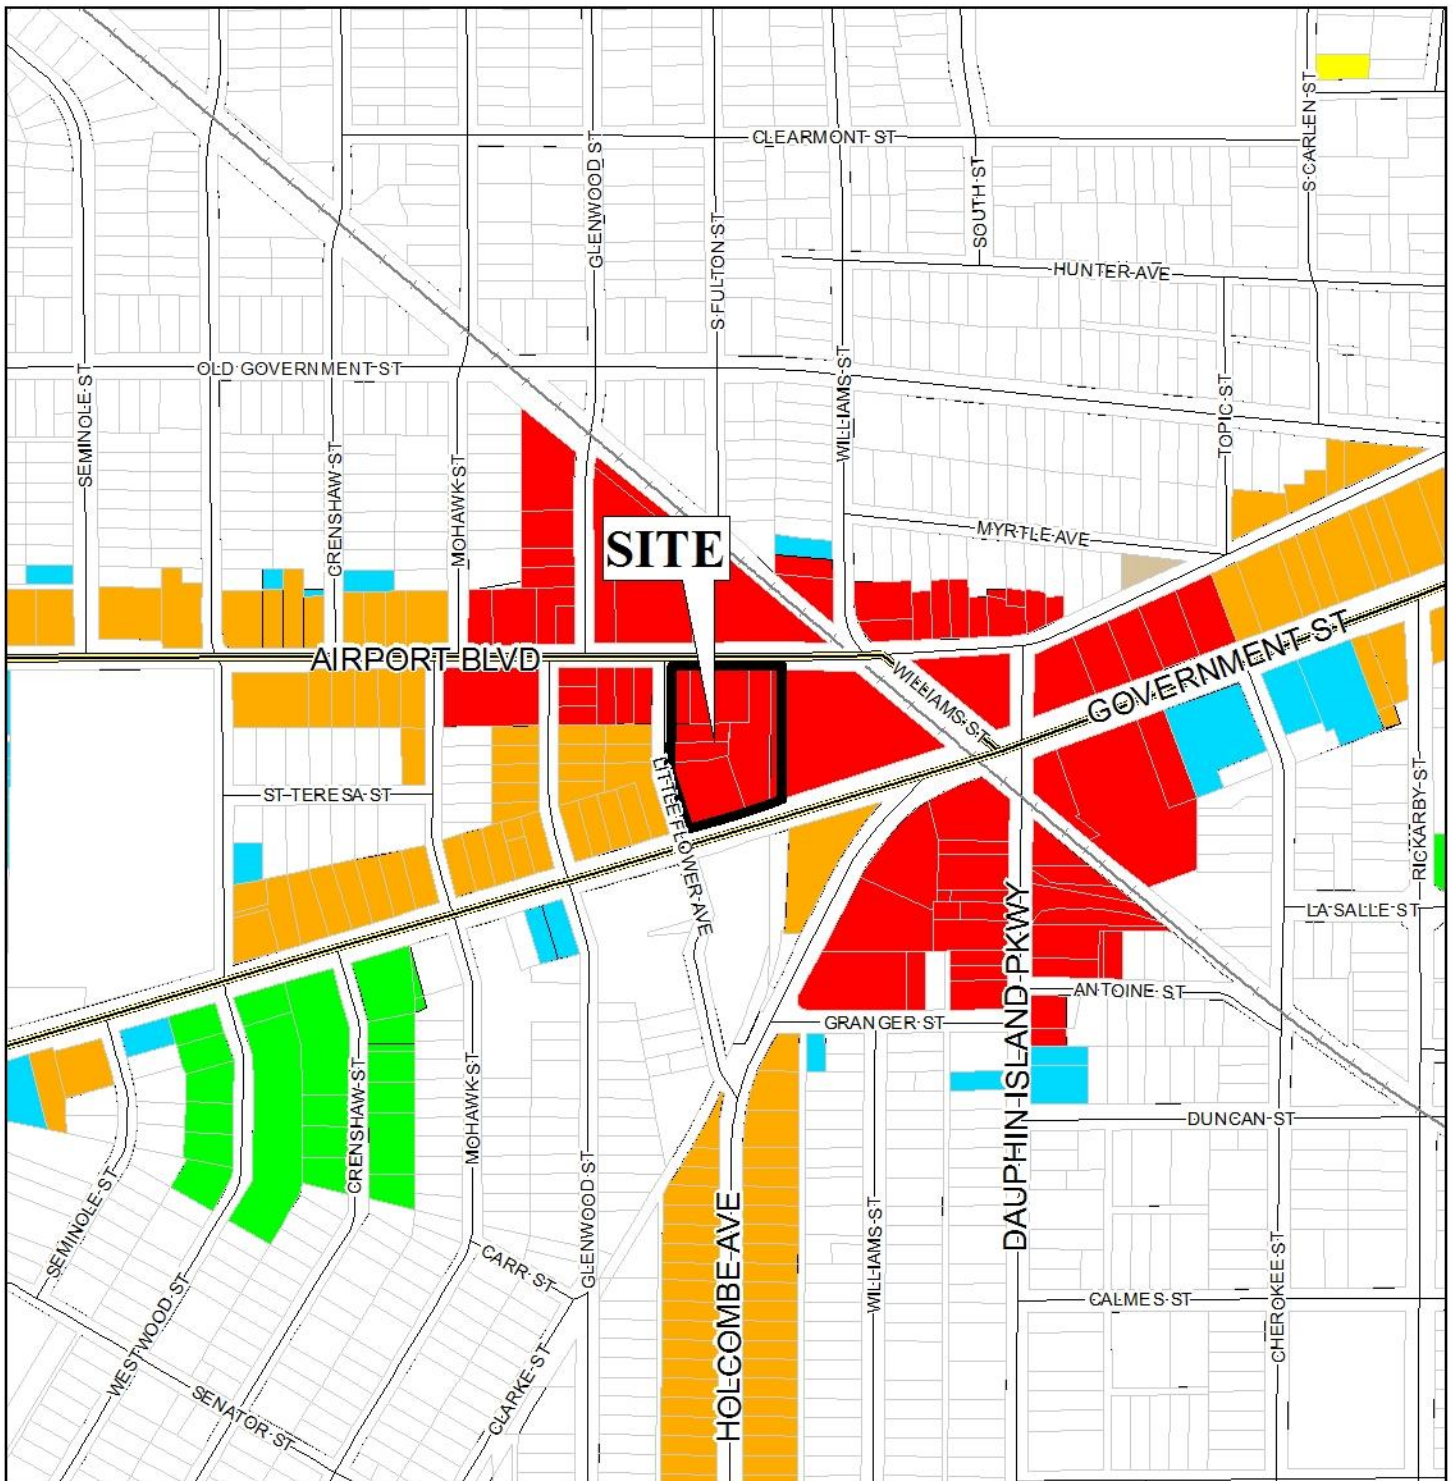 S CARLEN ST
CLEARMONT ST
GLENWOOD ST
SOUTH ST
S FULTON ST
HUNTER AVE
OLD GOVERNMENT ST
SEMINOLE ST
WILLIAMS ST
TOPIC ST
CRENSHAW ST
MOHAWK ST
MYRTLE AVE
SITE
AIRPORT BLVD
WILLIAMS ST
GOVERNMENT ST
ST TERESA ST
LITTLE FLOWER AVE
RICKARBY ST
LA SALLE ST
DAUPHIN ISLAND PKWY
ANTOINE ST
GRANGER ST
CRENSHAW ST
MOHAWK ST
DUNCAN ST
SEMINOLE ST
GLENWOOD ST
HOLCOMBE AVE
WILLIAMS ST
CHEROKEE ST
CARR ST
WESTWOOD ST
CALMES ST
CLARKE ST
SENATOR ST